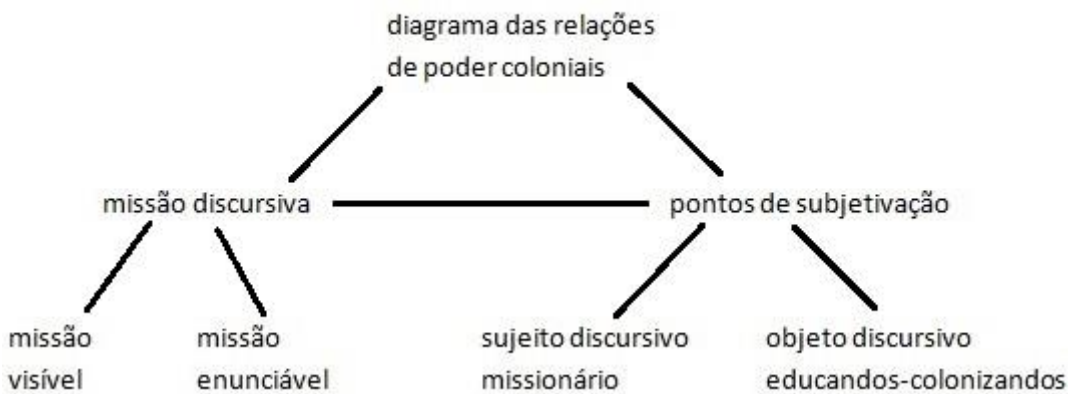 diagrama das relações
de poder coloniais
missão discursiva
pontos de subjetivação
missão
visível
missão
enunciável
sujeito discursivo
missionário
objeto discursivo
educandos-colonizandos